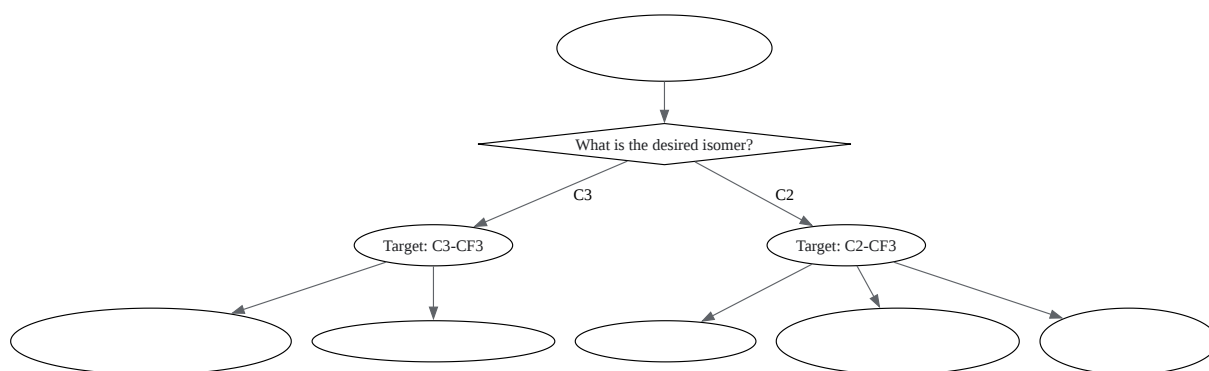 What is the desired isomer?
C3
C2
Target: C3-CF3
Target: C2-CF3